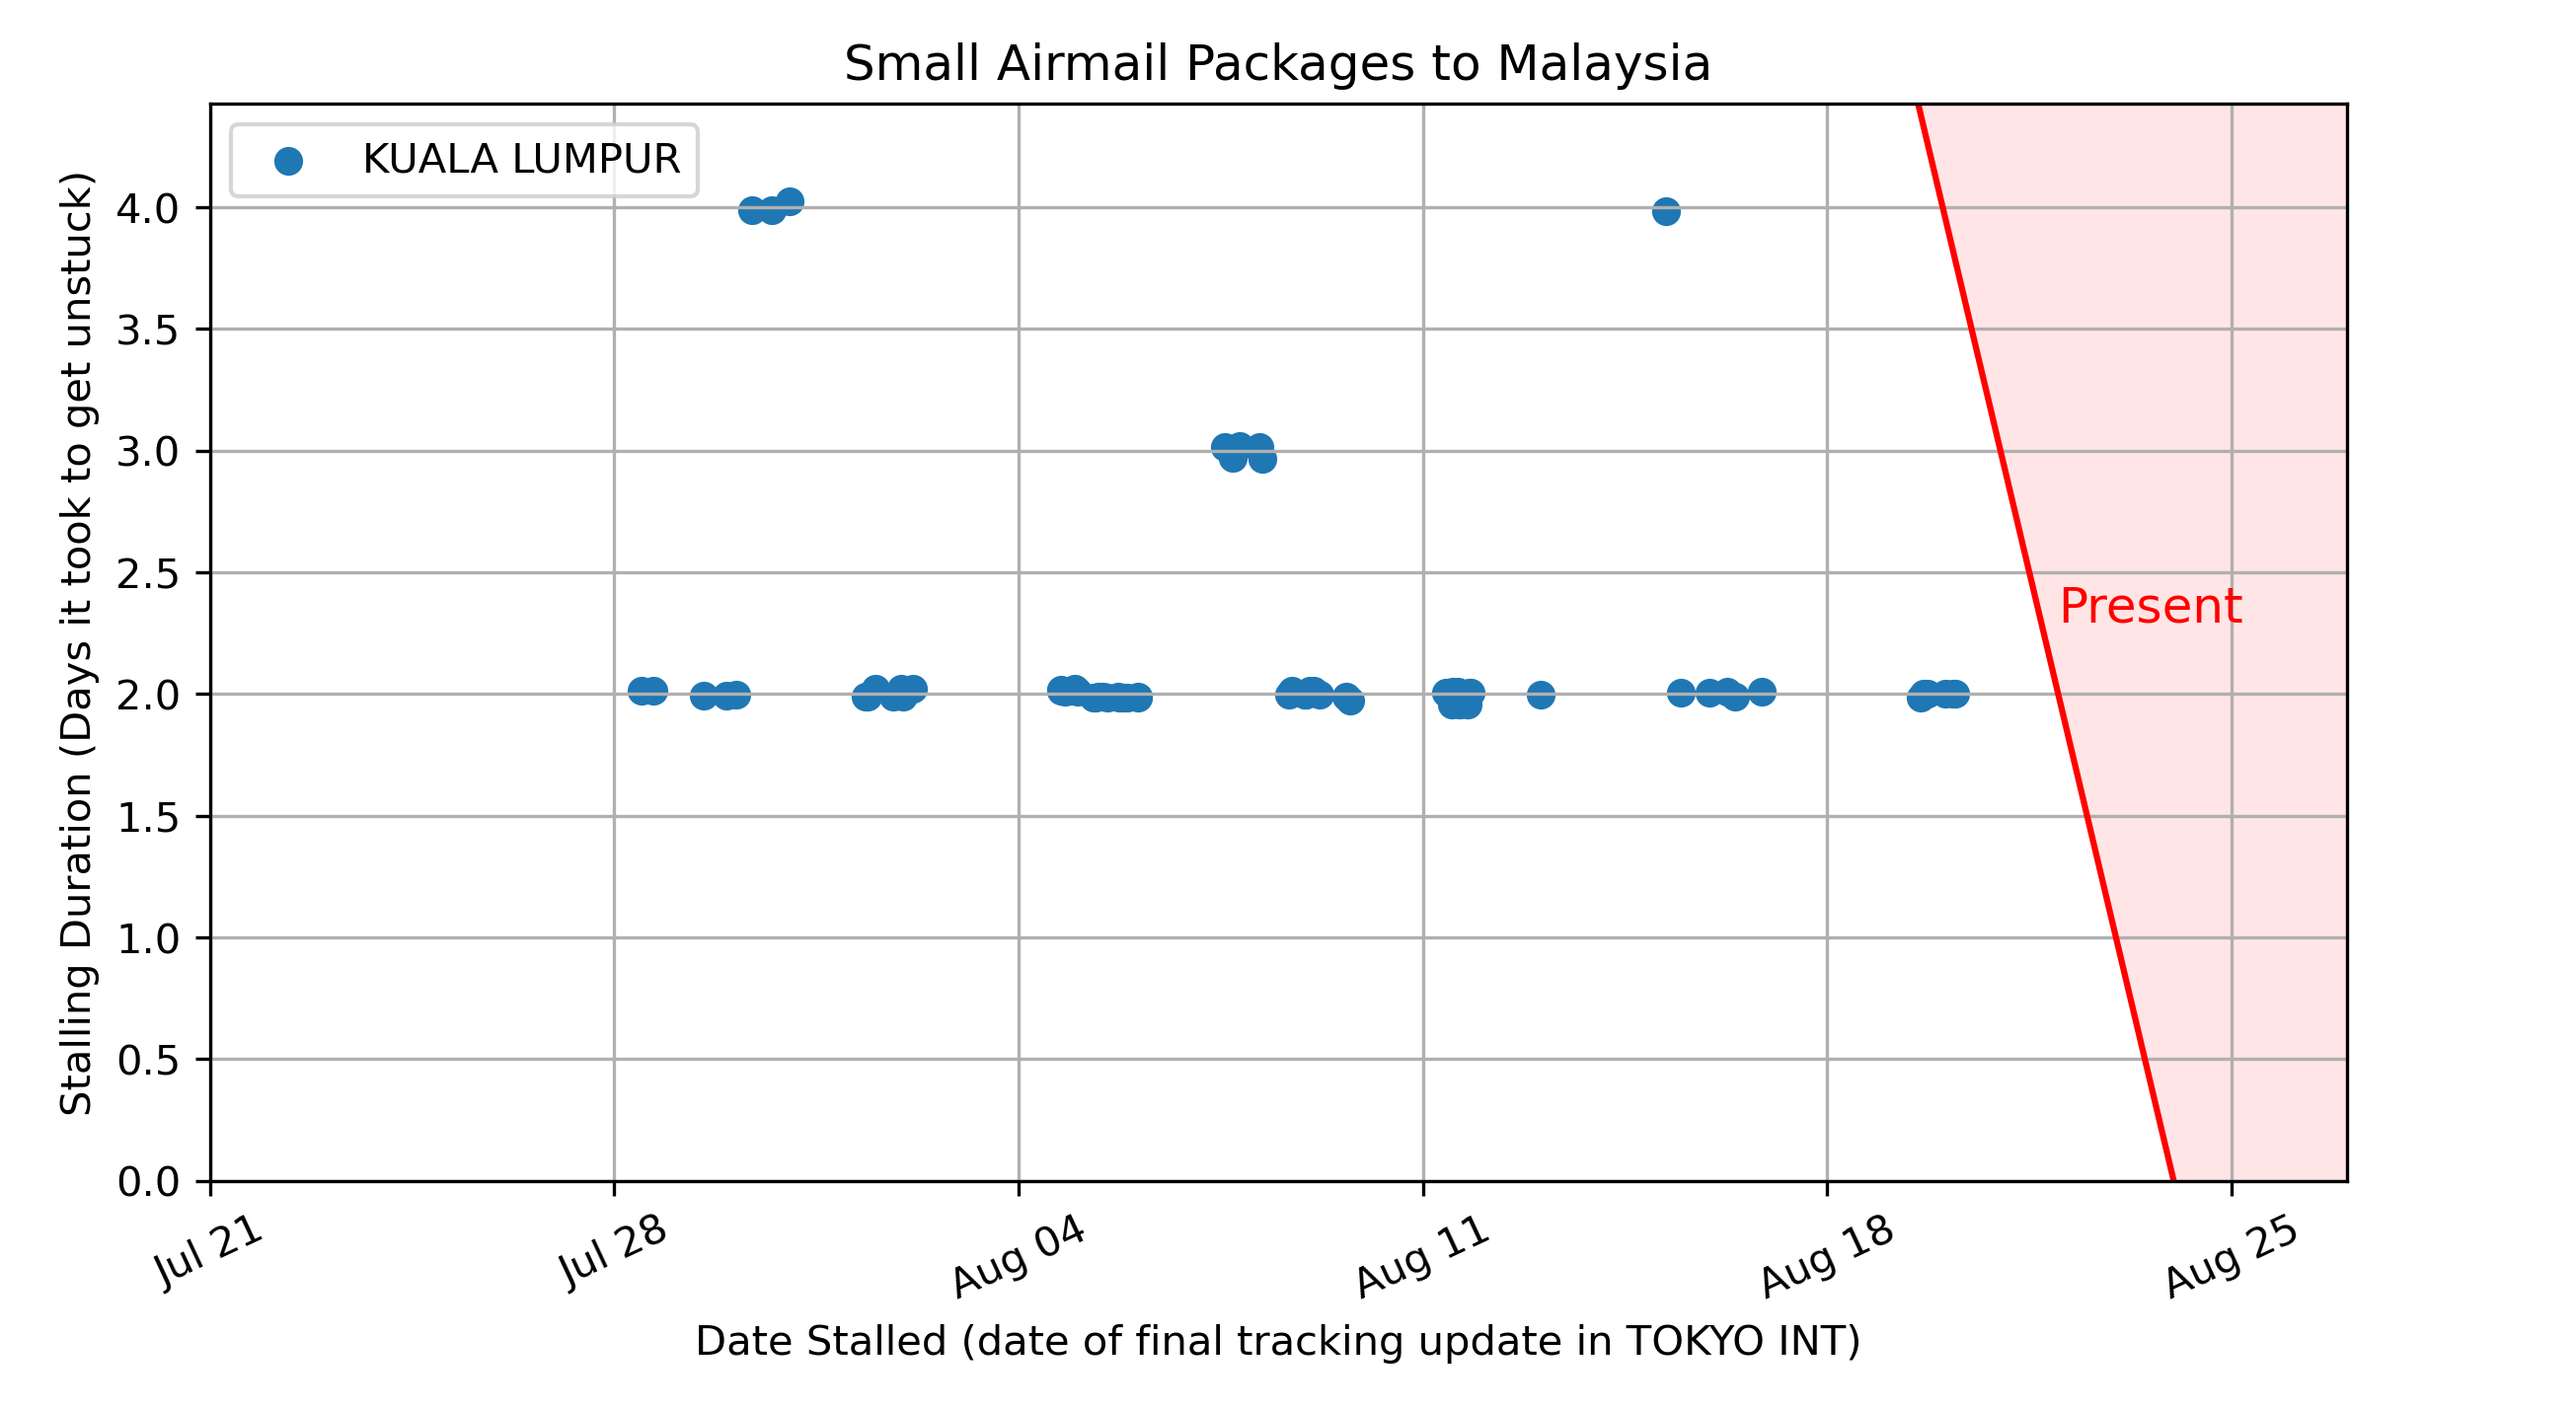 Small Airmail Packages to Malaysia
KUALA LUMPUR
Stalling Duration (Days it took to get unstuck)
4.0
3.5
3.0
2.5
2.0
1.5
1.0
0.5
0.0
Present
Jul 21
Jul 28
Aug 04
Aug 11
Aug 18
Aug 25
Date Stalled (date of final tracking update in TOKYO INT)